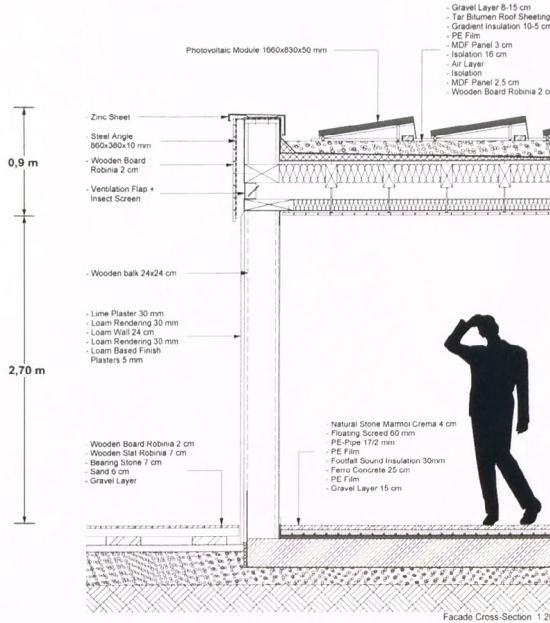 - Gravel Layer 8-15 cm
- Tar Bitumen Roof Sheeting
- Gradient Insulation 10-5 cm
- PE Film
- MDF Panel 3 cm
- Isolation 16 cm
- Air Layer
- Isolation
- MDF Panel 2.5 cm
- Wooden Board Robinia 2 cm
Photovoltaic Module 1660x830x50 mm
- Zinc Sheet
- Steel Angle
860x380x10 mm
- Wooden Board
Robinia 2 cm
- Ventilation Flap +
Insect Screen
0,9 m
- Wooden balk 24x24 cm
- Lime Plaster 30 mm
- Loam Rendering 30 mm
- Loam Wall 24 cm
- Loam Rendering 30 mm
- Loam Based Finish
Plasters 5 mm
2,70 m
- Wooden Board Robinia 2 cm
- Wooden Slat Robinia 7 cm
- Bearing Stone 7 cm
- Sand 6 cm
- Gravel Layer
- Natural Stone Marmol Crema 4 cm
- Floating Screed 60 mm
- PE-Pipe 17/2 mm
- PE Film
- Footfall Sound Insulation 30mm
- Ferro Concrete 25 cm
- PE Film
- Gravel Layer 15 cm
Facade Cross-Section 1:20